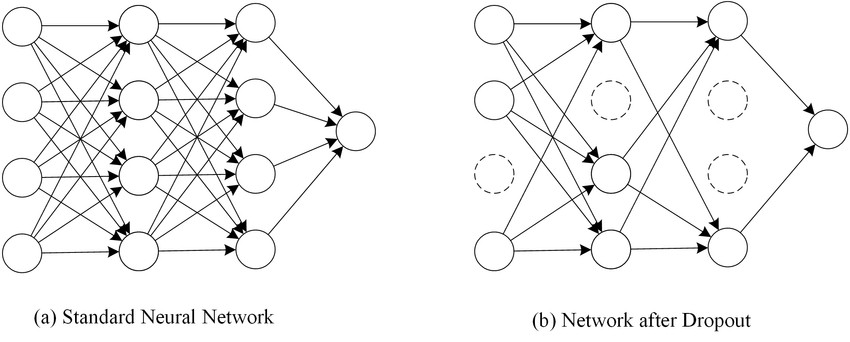 (a) Standard Neural Network
(b) Network after Dropout